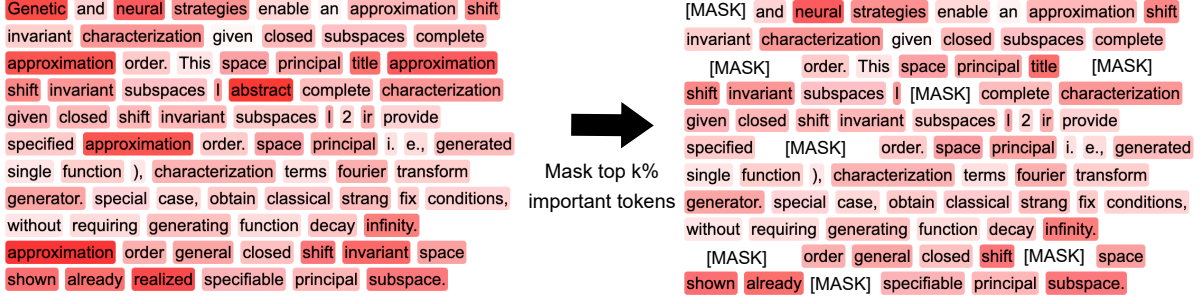 Genetic and neural strategies enable an approximation shift
invariant characterization given closed subspaces complete
approximation order. This space principal title approximation
shift invariant subspaces l abstract complete characterization
given closed shift invariant subspaces l 2 ir provide
specified approximation order. space principal i. e., generated
single function ), characterization terms fourier transform
generator. special case, obtain classical strang fix conditions,
without requiring generating function decay infinity.
approximation order general closed shift invariant space
shown already realized specifiable principal subspace.
Mask top k%
important tokens
[MASK] and neural strategies enable an approximation shift
invariant characterization given closed subspaces complete
[MASK] order. This space principal title [MASK]
shift invariant subspaces l [MASK] complete characterization
given closed shift invariant subspaces l 2 ir provide
specified [MASK] order. space principal i. e., generated
single function ), characterization terms fourier transform
generator. special case, obtain classical strang fix conditions,
without requiring generating function decay infinity.
[MASK] order general closed shift [MASK] space
shown already [MASK] specifiable principal subspace.